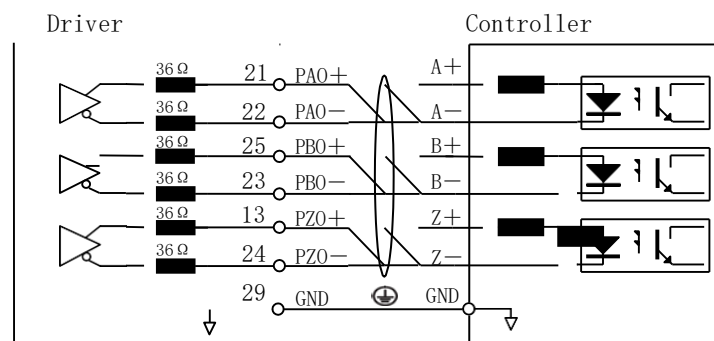 Driver Controller
36Ω 21 PAO+ A+
36Ω 22 PAO− A−
36Ω 25 PBO+ B+
36Ω 23 PBO− B−
36Ω 13 PZO+ Z+
36Ω 24 PZO− Z−
29 GND GND